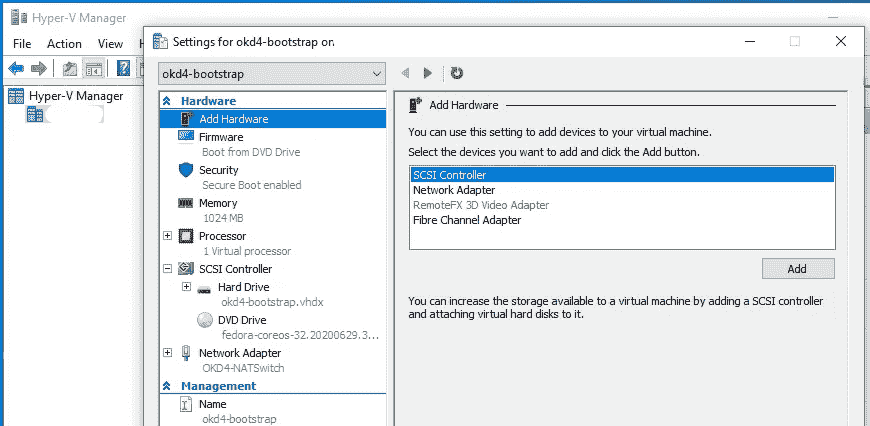 Hyper-V Manager
File Action View
Hyper-V Manager
Settings for okd4-bootstrap on
okd4-bootstrap
Hardware
Add Hardware
Firmware
Boot from DVD Drive
Security
Secure Boot enabled
Memory
1024 MB
Processor
1 Virtual processor
SCSI Controller
Hard Drive
okd4-bootstrap.vhdx
DVD Drive
fedora-coreos-32.20200629.3...
Network Adapter
OKD4-NATSwitch
Management
Name
okd4-bootstrap
Add Hardware
You can use this setting to add devices to your virtual machine.
Select the devices you want to add and click the Add button.
SCSI Controller
Network Adapter
RemoteFX 3D Video Adapter
Fibre Channel Adapter
Add
You can increase the storage available to a virtual machine by adding a SCSI controller
and attaching virtual hard disks to it.